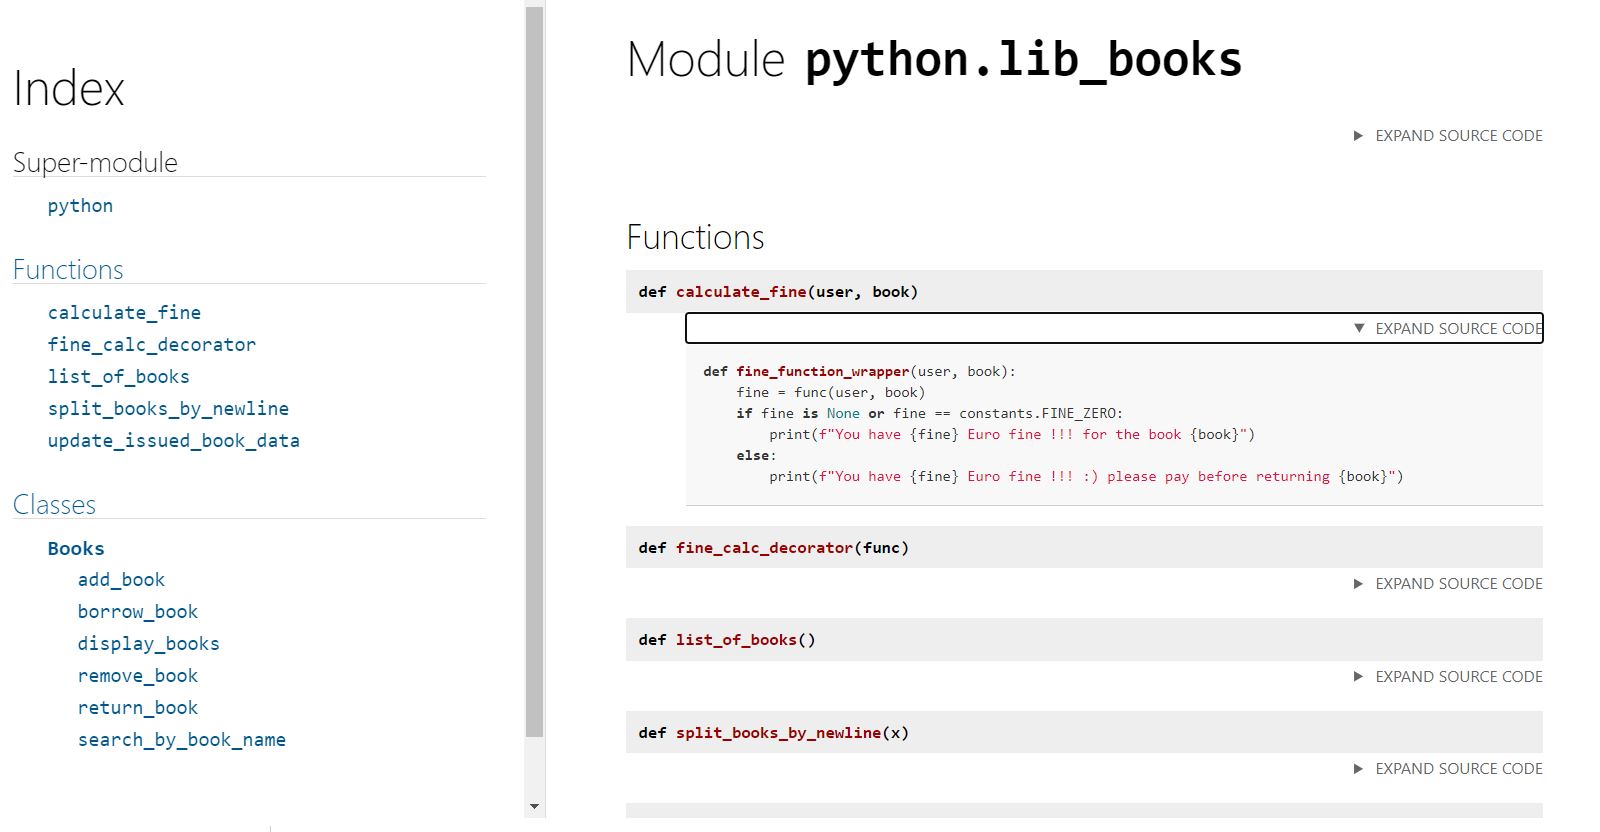 Index
Super-module
python
Functions
calculate_fine
fine_calc_decorator
list_of_books
split_books_by_newline
update_issued_book_data
Classes
Books
add_book
borrow_book
display_books
remove_book
return_book
search_by_book_name
Module python.lib_books
EXPAND SOURCE CODE
Functions
def calculate_fine(user, book)
EXPAND SOURCE CODE
def fine_function_wrapper(user, book):
    fine = func(user, book)
    if fine is None or fine == constants.FINE_ZERO:
        print(f"You have {fine} Euro fine !!! for the book {book}")
    else:
        print(f"You have {fine} Euro fine !!! :) please pay before returning {book}")
def fine_calc_decorator(func)
EXPAND SOURCE CODE
def list_of_books()
EXPAND SOURCE CODE
def split_books_by_newline(x)
EXPAND SOURCE CODE